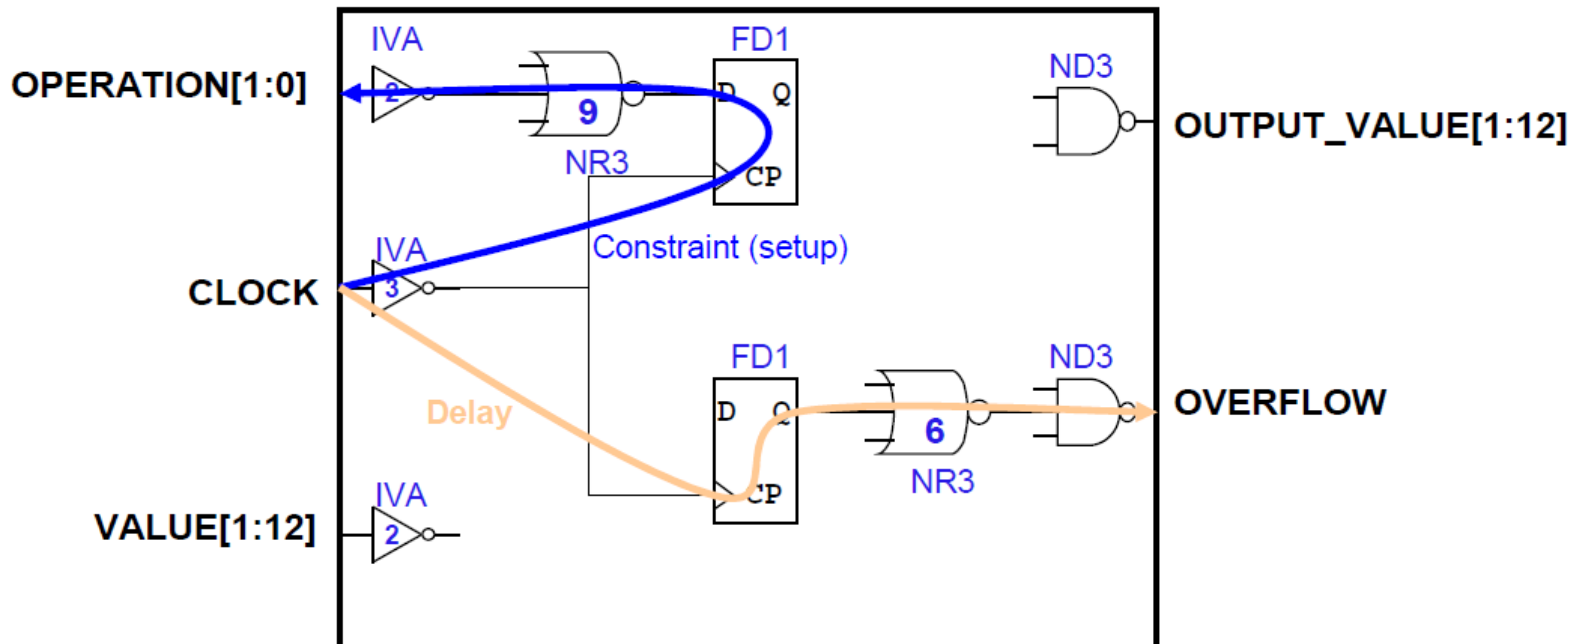 IVA
FD1
ND3
OPERATION[1:0]
2
9
D
Q
OUTPUT_VALUE[1:12]
NR3
CP
IVA
Constraint (setup)
CLOCK
3
FD1
ND3
Delay
D
Q
6
OVERFLOW
NR3
IVA
CP
VALUE[1:12]
2